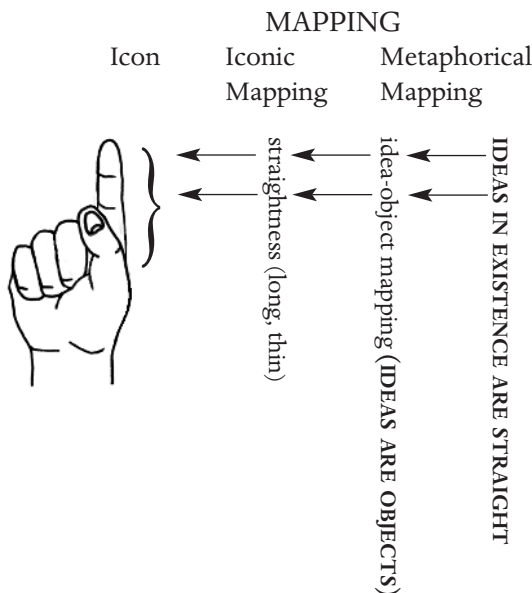 MAPPING
Icon Iconic Metaphorical
Mapping Mapping
straightness (long, thin)
idea-object mapping (IDEAS ARE OBJECTS)
IDEAS IN EXISTENCE ARE STRAIGHT